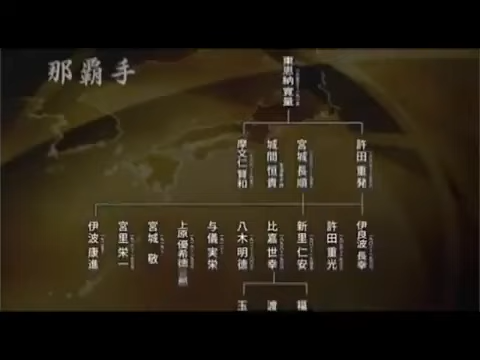 那覇手
東恩納 寛量
許田 重発
宮城 長順
城間 恒貴
摩文仁 賢和
伊良波 長幸
許田 重光
新里 仁安
比嘉 世幸
八木 明徳
与儀 実栄
上原 優希徳
宮城 敬
宮里 栄一
伊波 康進
福
渡
玉